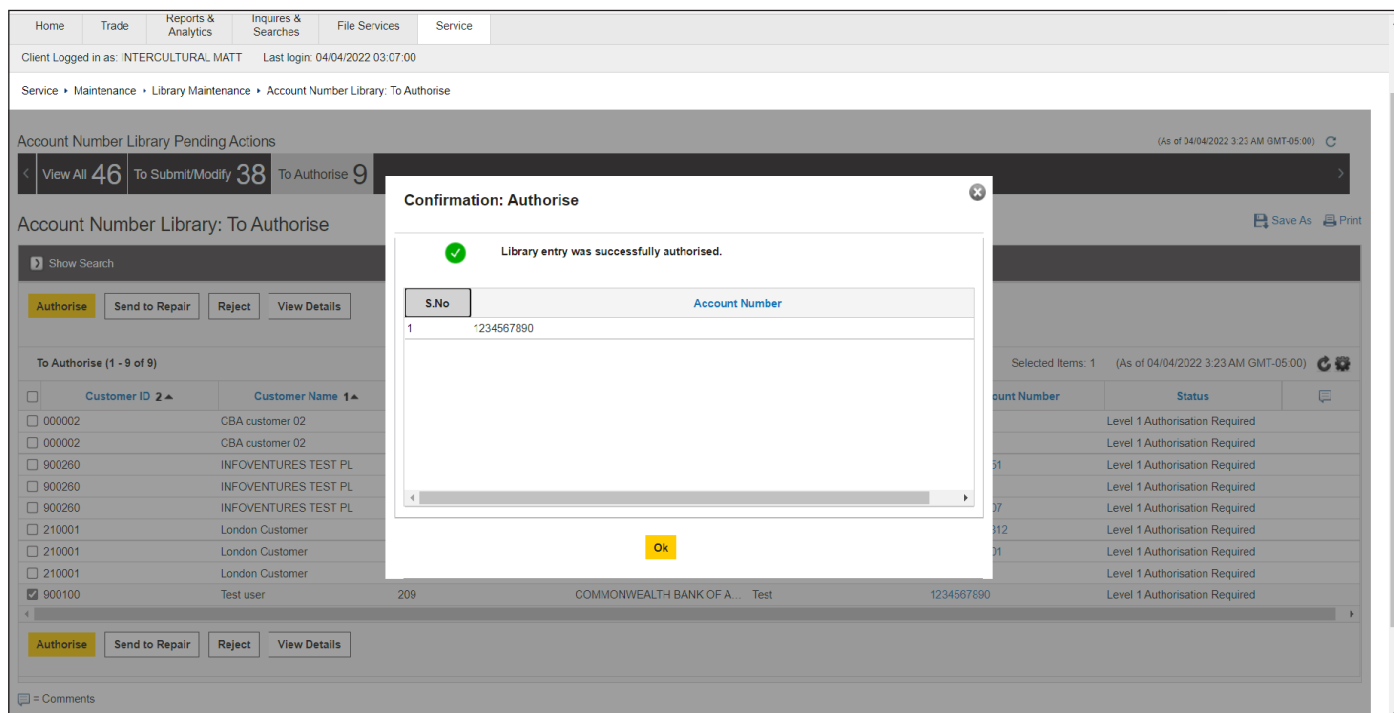 Home Trade Reports & Analytics Inquires & Searches File Services Service
Client Logged in as: INTERCULTURAL MATT Last login: 04/04/2022 03:07:00
Service ▸ Maintenance ▸ Library Maintenance ▸ Account Number Library: To Authorise
Account Number Library Pending Actions (As of 04/04/2022 3:23 AM GMT-05:00)
View All 46 To Submit/Modify 38 To Authorise 9
Account Number Library: To Authorise Save As Print
Show Search
Authorise Send to Repair Reject View Details
Confirmation: Authorise
Library entry was successfully authorised.
S.No Account Number
1 1234567890
Ok
To Authorise (1 - 9 of 9) Selected Items: 1 (As of 04/04/2022 3:23 AM GMT-05:00)
Customer ID 2 Customer Name 1 Number Status
000002 CBA customer 02 Level 1 Authorisation Required
000002 CBA customer 02 Level 1 Authorisation Required
900260 INFOVENTURES TEST PL 51 Level 1 Authorisation Required
900260 INFOVENTURES TEST PL Level 1 Authorisation Required
900260 INFOVENTURES TEST PL 07 Level 1 Authorisation Required
210001 London Customer 312 Level 1 Authorisation Required
210001 London Customer 01 Level 1 Authorisation Required
210001 London Customer Level 1 Authorisation Required
900100 Test user 209 COMMONWEALTH BANK OF A... Test 1234567890 Level 1 Authorisation Required
Authorise Send to Repair Reject View Details
= Comments